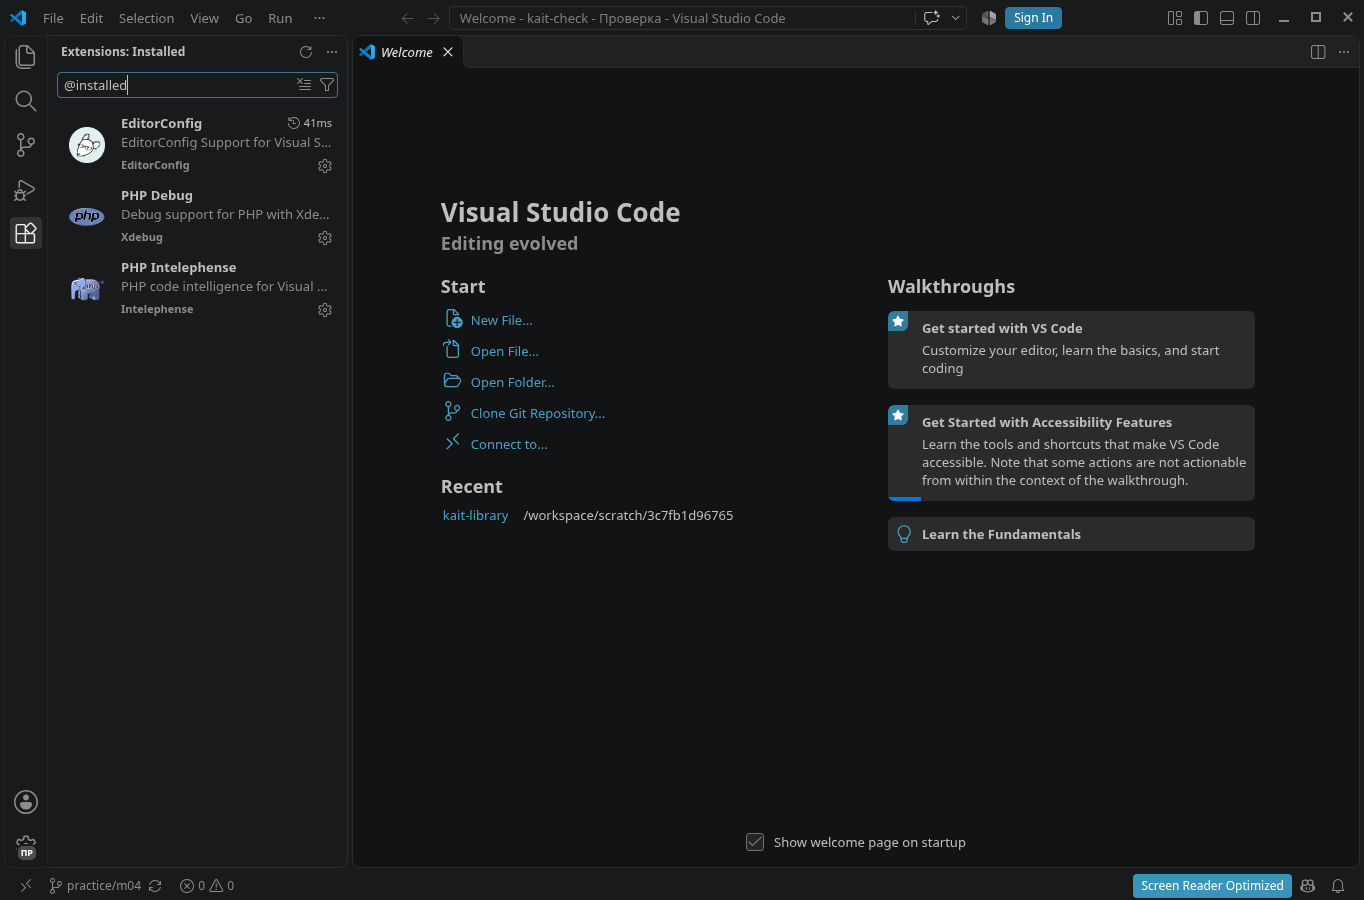 File Edit Selection View Go Run ···
Welcome - kait-check - Проверка - Visual Studio Code
Sign In
Extensions: Installed
@installed
EditorConfig 41ms
EditorConfig Support for Visual S...
EditorConfig
PHP Debug
Debug support for PHP with Xde...
Xdebug
php
PHP Intelephense
PHP code intelligence for Visual ...
Intelephense
Welcome
Visual Studio Code
Editing evolved
Start
New File...
Open File...
Open Folder...
Clone Git Repository...
Connect to...
Recent
kait-library /workspace/scratch/3c7fb1d96765
Walkthroughs
Get started with VS Code
Customize your editor, learn the basics, and start
coding
Get Started with Accessibility Features
Learn the tools and shortcuts that make VS Code
accessible. Note that some actions are not actionable
from within the context of the walkthrough.
Learn the Fundamentals
Show welcome page on startup
ПР
practice/m04 0 0
Screen Reader Optimized